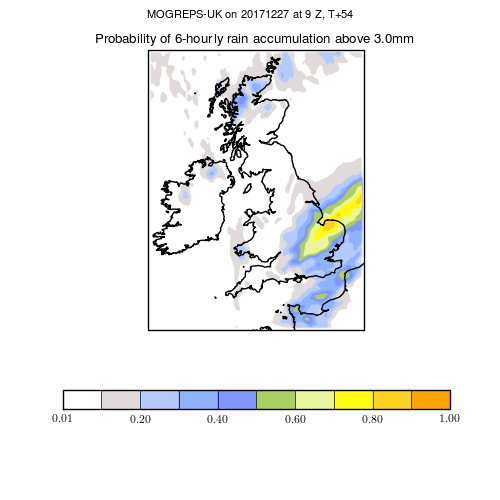 MOGREPS-UK on 20171227 at 9 Z, T+54
Probability of 6-hourly rain accumulation above 3.0mm
0.01 0.20 0.40 0.60 0.80 1.00